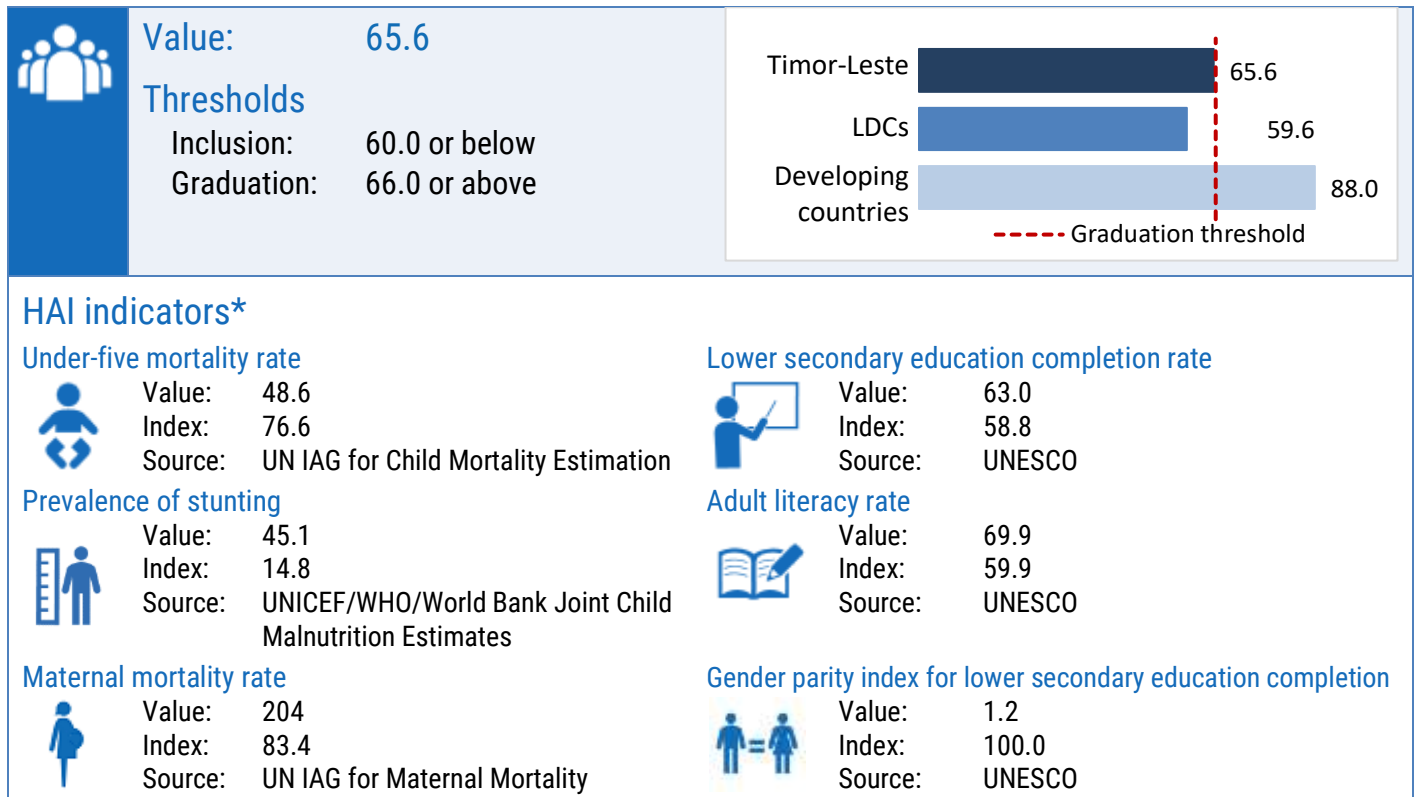 Value: 65.6
Thresholds
Inclusion: 60.0 or below
Graduation: 66.0 or above
Timor-Leste 65.6
LDCs 59.6
Developing
countries
88.0
Graduation threshold
HAI indicators*
Under-five mortality rate
Value: 48.6
Index: 76.6
Source: UN IAG for Child Mortality Estimation
Prevalence of stunting
Value: 45.1
Index: 14.8
Source: UNICEF/WHO/World Bank Joint Child
Malnutrition Estimates
Maternal mortality rate
Value: 204
Index: 83.4
Source: UN IAG for Maternal Mortality
Lower secondary education completion rate
Value: 63.0
Index: 58.8
Source: UNESCO
Adult literacy rate
Value: 69.9
Index: 59.9
Source: UNESCO
Gender parity index for lower secondary education completion
Value: 1.2
Index: 100.0
Source: UNESCO